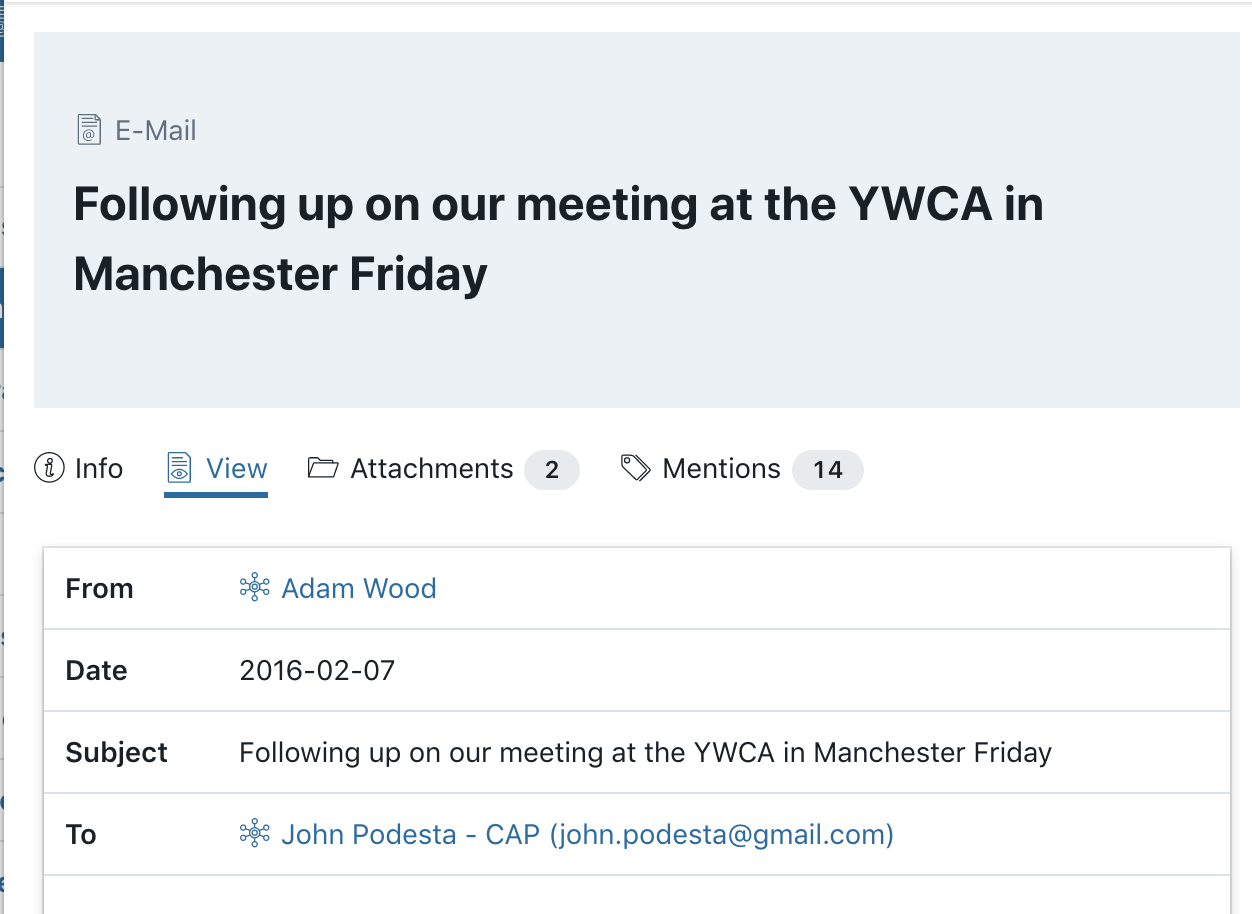 E-Mail
Following up on our meeting at the YWCA in
Manchester Friday
Info View Attachments 2 Mentions 14
From Adam Wood
Date 2016-02-07
Subject Following up on our meeting at the YWCA in Manchester Friday
To John Podesta - CAP (john.podesta@gmail.com)